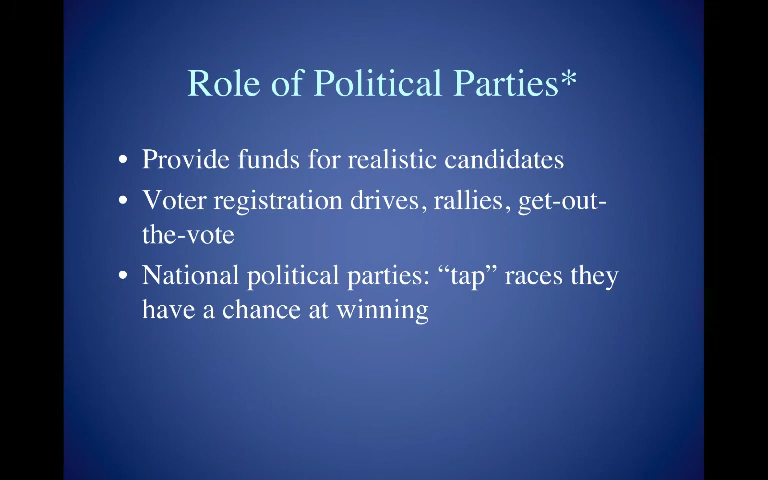 Role of Political Parties*
• Provide funds for realistic candidates
• Voter registration drives, rallies, get-out-
the-vote
• National political parties: “tap” races they
have a chance at winning